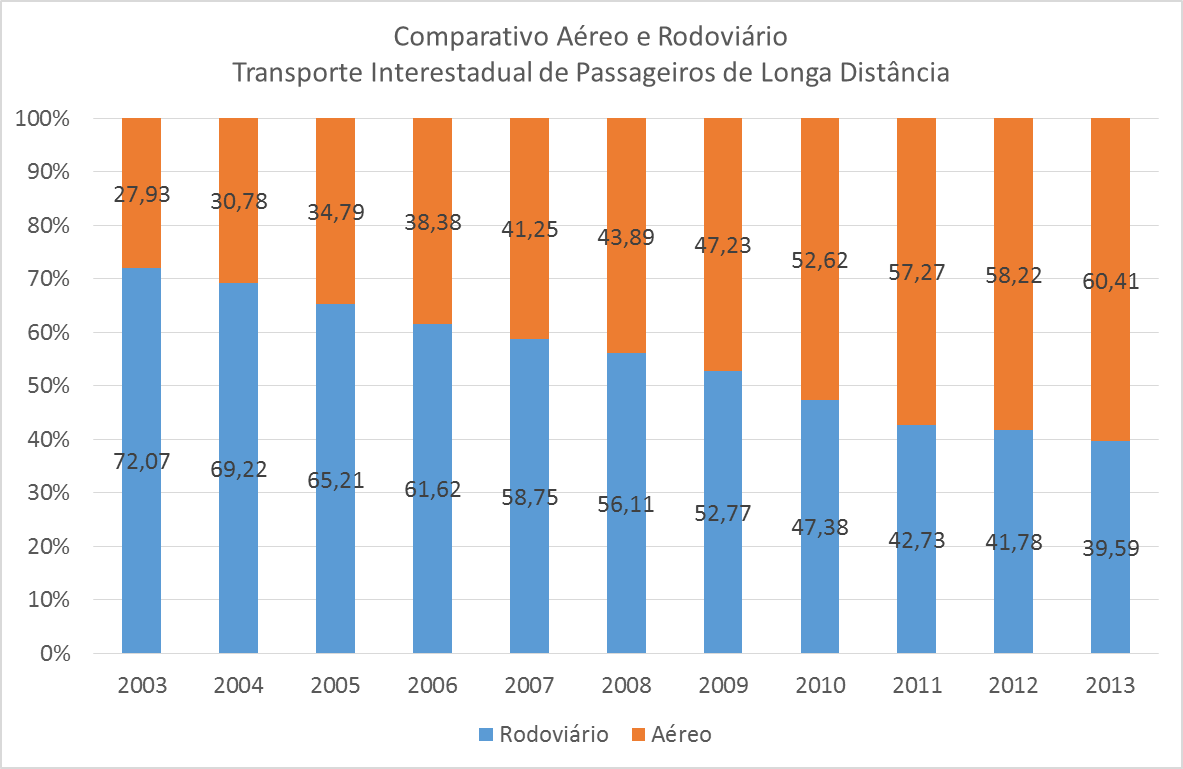 Comparativo Aéreo e Rodoviário
Transporte Interestadual de Passageiros de Longa Distância
100%
90%
80%
70%
60%
50%
40%
30%
20%
10%
0%
27,93 30,78 34,79 38,38 41,25 43,89 47,23 52,62 57,27 58,22 60,41
72,07 69,22 65,21 61,62 58,75 56,11 52,77 47,38 42,73 41,78 39,59
2003 2004 2005 2006 2007 2008 2009 2010 2011 2012 2013
Rodoviário Aéreo